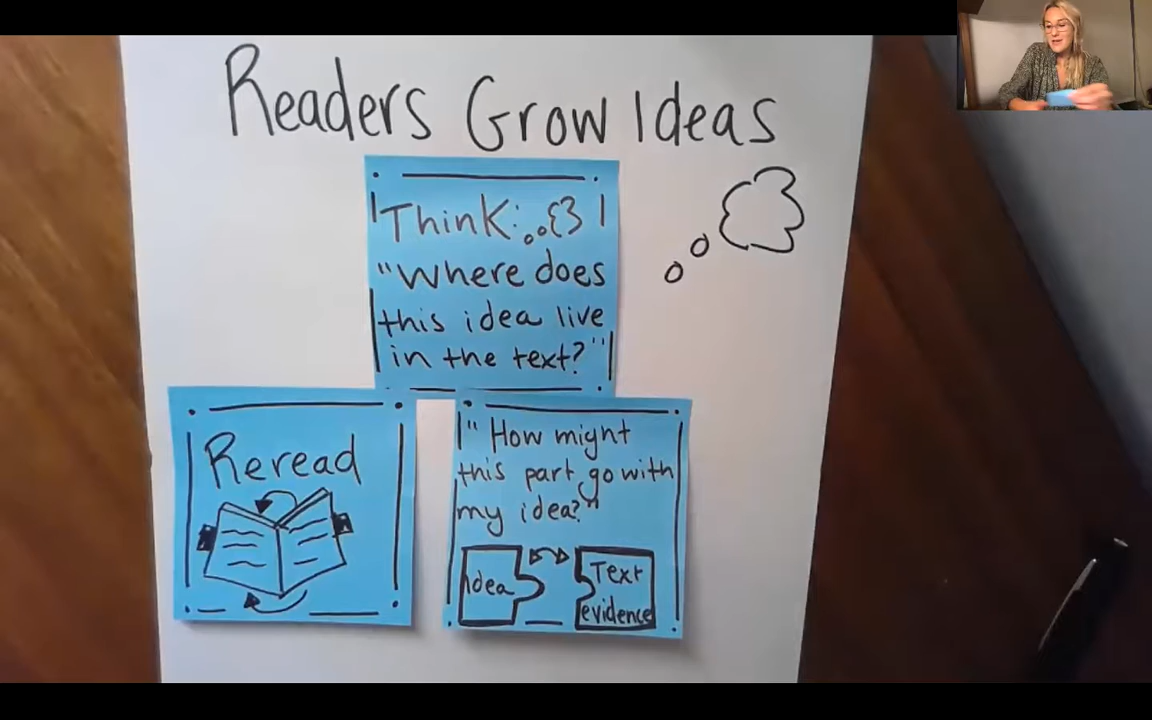 Readers Grow Ideas
Think:
"Where does
this idea live
in the text?"
Reread
"How might
this part go with
my idea?"
Idea
Text
evidence